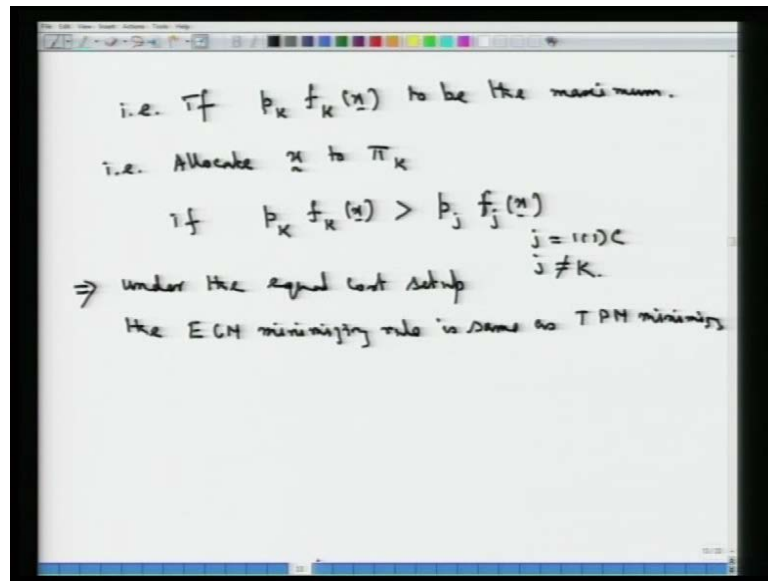 i.e. If p_K f_K(x) to be the maximum.
i.e. Allocate x to π_K
if p_K f_K(x) > p_j f_j(x)
j = 1(1)C
j ≠ K.
⇒ under the equal cost setup
the ECM minimizing rule is same as TPM minimizing